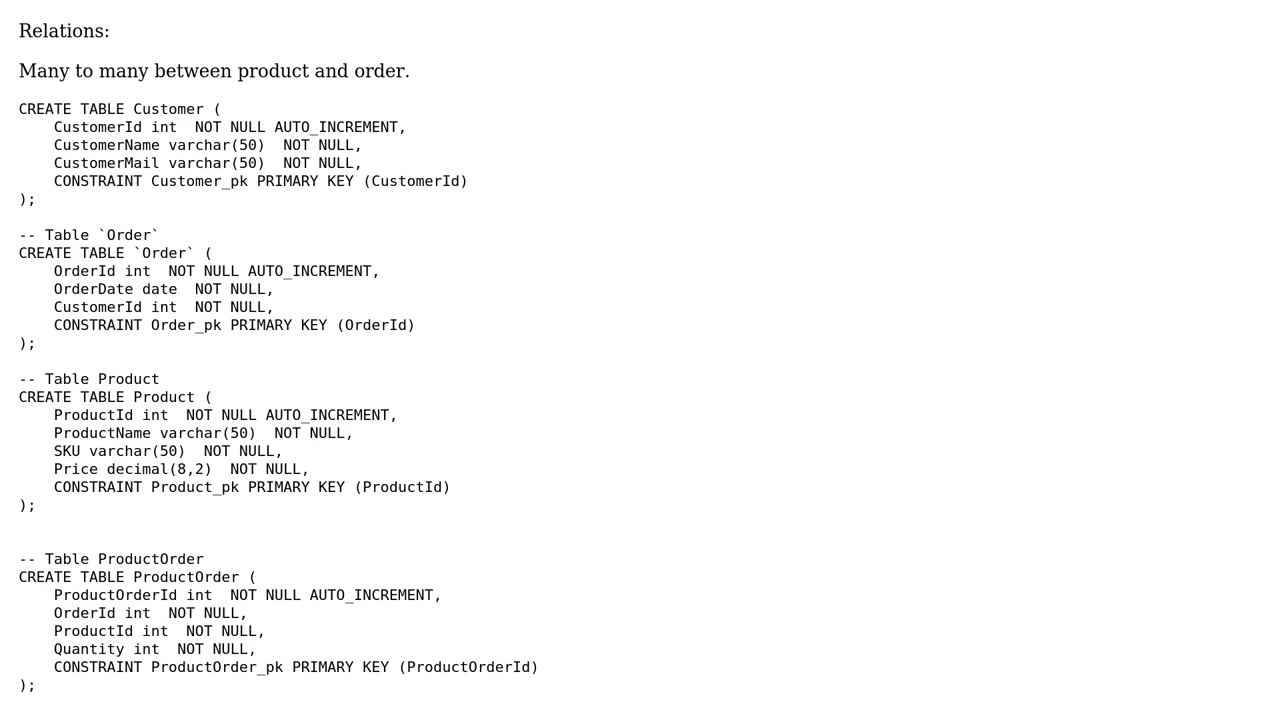 Relations:
Many to many between product and order.
CREATE TABLE Customer (
    CustomerId int  NOT NULL AUTO_INCREMENT,
    CustomerName varchar(50)  NOT NULL,
    CustomerMail varchar(50)  NOT NULL,
    CONSTRAINT Customer_pk PRIMARY KEY (CustomerId)
);
-- Table `Order`
CREATE TABLE `Order` (
    OrderId int  NOT NULL AUTO_INCREMENT,
    OrderDate date  NOT NULL,
    CustomerId int  NOT NULL,
    CONSTRAINT Order_pk PRIMARY KEY (OrderId)
);
-- Table Product
CREATE TABLE Product (
    ProductId int  NOT NULL AUTO_INCREMENT,
    ProductName varchar(50)  NOT NULL,
    SKU varchar(50)  NOT NULL,
    Price decimal(8,2)  NOT NULL,
    CONSTRAINT Product_pk PRIMARY KEY (ProductId)
);
-- Table ProductOrder
CREATE TABLE ProductOrder (
    ProductOrderId int  NOT NULL AUTO_INCREMENT,
    OrderId int  NOT NULL,
    ProductId int  NOT NULL,
    Quantity int  NOT NULL,
    CONSTRAINT ProductOrder_pk PRIMARY KEY (ProductOrderId)
);